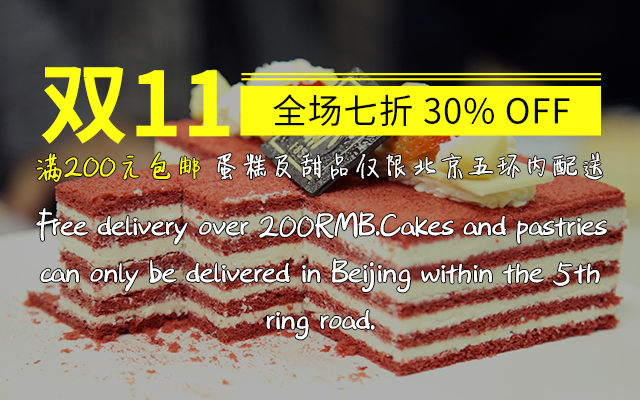 双11
全场七折 30% OFF
满200元包邮 蛋糕及甜品仅限北京五环内配送
Free delivery over 200RMB.Cakes and pastries
can only be delivered in Beijing within the 5th
ring road.